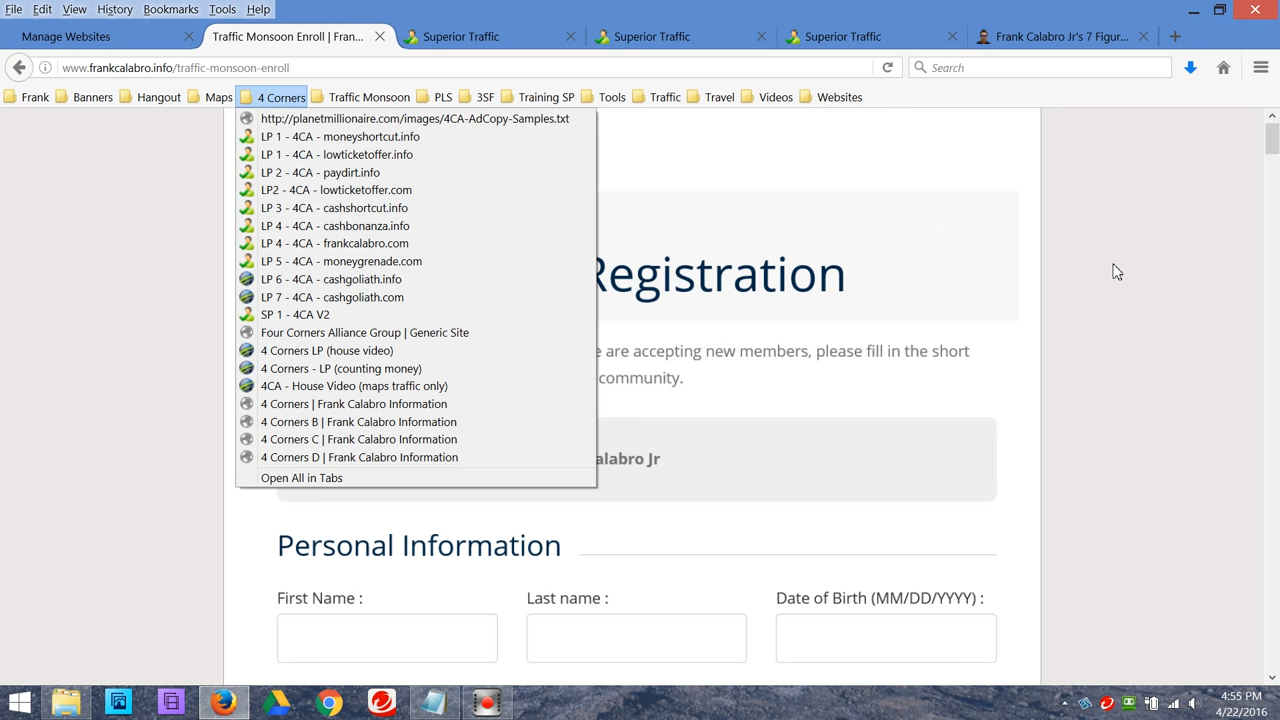 File Edit View History Bookmarks Tools Help
Manage Websites
Traffic Monsoon Enroll | Fran...
Superior Traffic
Superior Traffic
Superior Traffic
Frank Calabro Jr's 7 Figur...
www.frankcalabro.info/traffic-monsoon-enroll
Search
Frank Banners Hangout Maps 4 Corners Traffic Monsoon PLS 3SF Training SP Tools Traffic Travel Videos Websites
http://planetmillionaire.com/images/4CA-AdCopy-Samples.txt
LP 1 - 4CA - moneyshortcut.info
LP 1 - 4CA - lowticketoffer.info
LP 2 - 4CA - paydirt.info
LP2 - 4CA - lowticketoffer.com
LP 3 - 4CA - cashshortcut.info
LP 4 - 4CA - cashbonanza.info
LP 4 - 4CA - frankcalabro.com
LP 5 - 4CA - moneygrenade.com
LP 6 - 4CA - cashgoliath.info
LP 7 - 4CA - cashgoliath.com
SP 1 - 4CA V2
Four Corners Alliance Group | Generic Site
4 Corners LP (house video)
4 Corners - LP (counting money)
4CA - House Video (maps traffic only)
4 Corners | Frank Calabro Information
4 Corners B | Frank Calabro Information
4 Corners C | Frank Calabro Information
4 Corners D | Frank Calabro Information
Open All in Tabs
Registration
e are accepting new members, please fill in the short
community.
alabro Jr
Personal Information
First Name :
Last name :
Date of Birth (MM/DD/YYYY) :
4:55 PM
4/22/2016